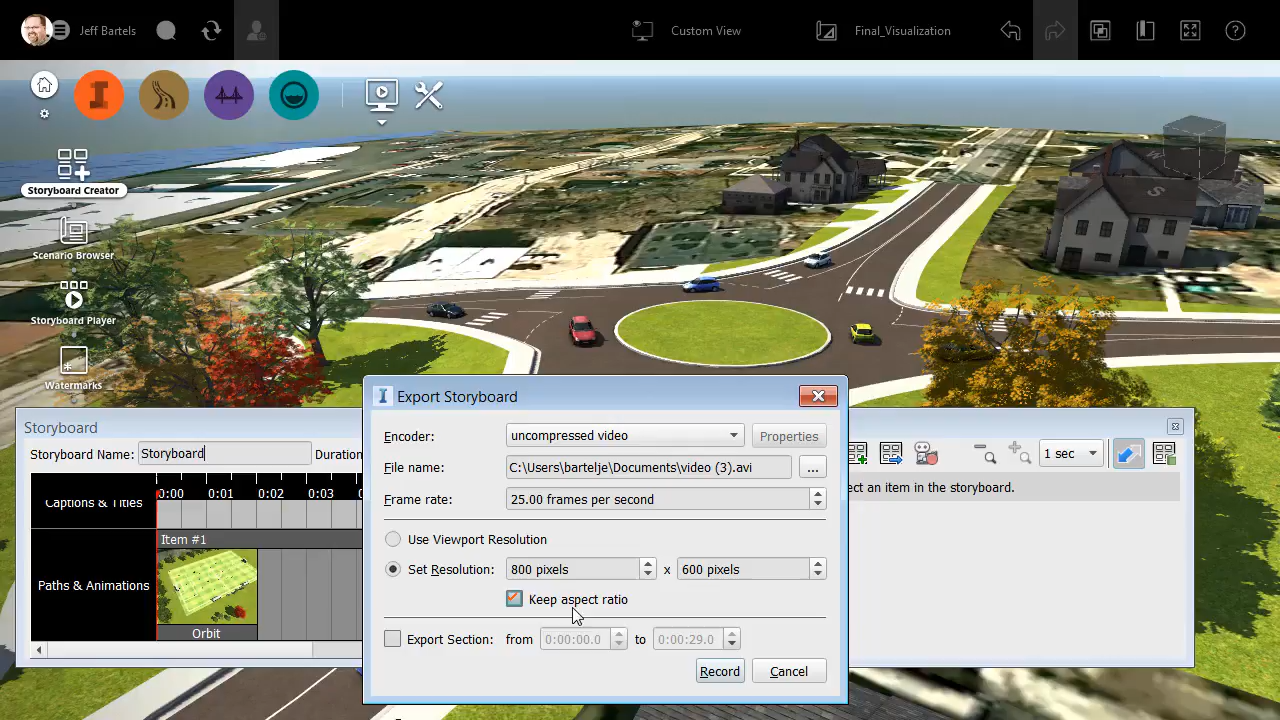 Jeff Bartels
Custom View
Final_Visualization
?
Storyboard Creator
Scenario Browser
Storyboard Player
Watermarks
S
Storyboard
Storyboard Name: Storyboard Duration
1 sec
0:00 0:01 0:02 0:03
Captions & Titles
Item #1
Paths & Animations
Orbit
ect an item in the storyboard.
Export Storyboard
Encoder: uncompressed video Properties
File name: C:\Users\bartelje\Documents\video (3).avi ...
Frame rate: 25.00 frames per second
Use Viewport Resolution
Set Resolution: 800 pixels x 600 pixels
Keep aspect ratio
Export Section: from 0:00:00.0 to 0:00:29.0
Record Cancel